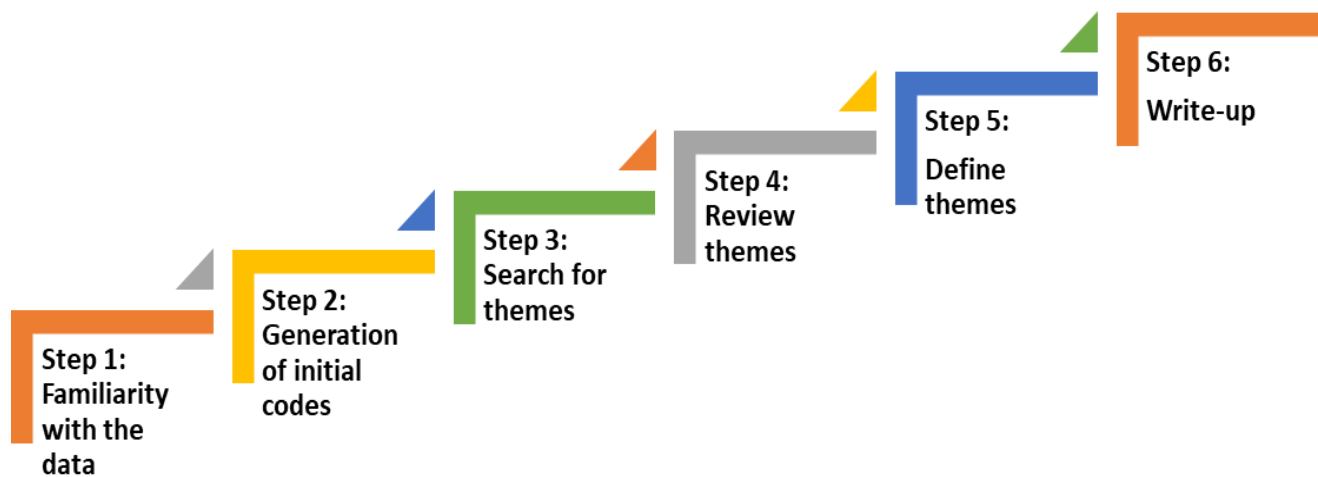 Step 1:
Familiarity
with the
data
Step 2:
Generation
of initial
codes
Step 3:
Search for
themes
Step 4:
Review
themes
Step 5:
Define
themes
Step 6:
Write-up